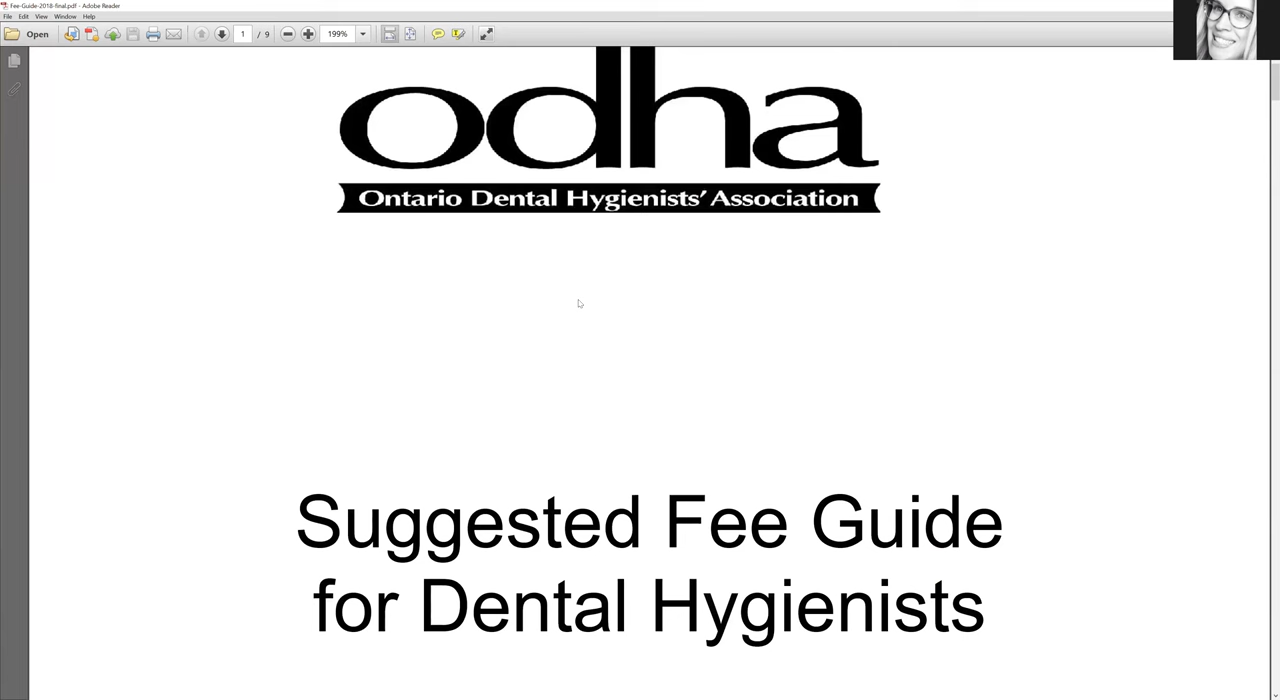 Fee-Guide-2018-final.pdf - Adobe Reader
File Edit View Window Help
Open 1 / 9 199%
odha
Ontario Dental Hygienists' Association
Suggested Fee Guide
for Dental Hygienists